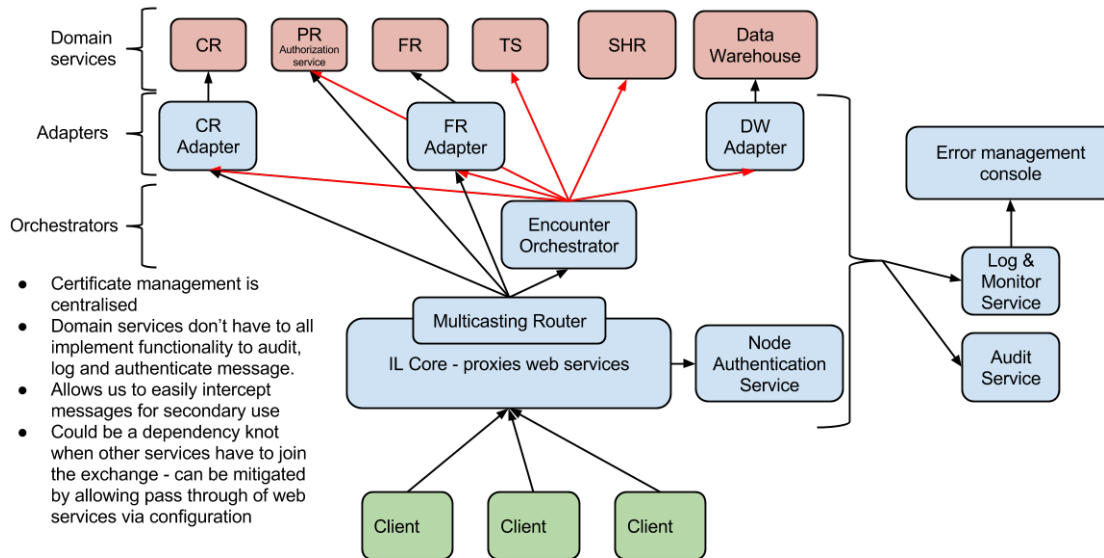 Domain
services
CR
PR
Authorization
service
FR
TS
SHR
Data
Warehouse
Adapters
CR
Adapter
FR
Adapter
DW
Adapter
Error management
console
Orchestrators
Encounter
Orchestrator
Log &
Monitor
Service
Multicasting Router
IL Core - proxies web services
Node
Authentication
Service
Audit
Service
● Certificate management is
centralised
● Domain services don't have to all
implement functionality to audit,
log and authenticate message.
● Allows us to easily intercept
messages for secondary use
● Could be a dependency knot
when other services have to join
the exchange - can be mitigated
by allowing pass through of web
services via configuration
Client
Client
Client